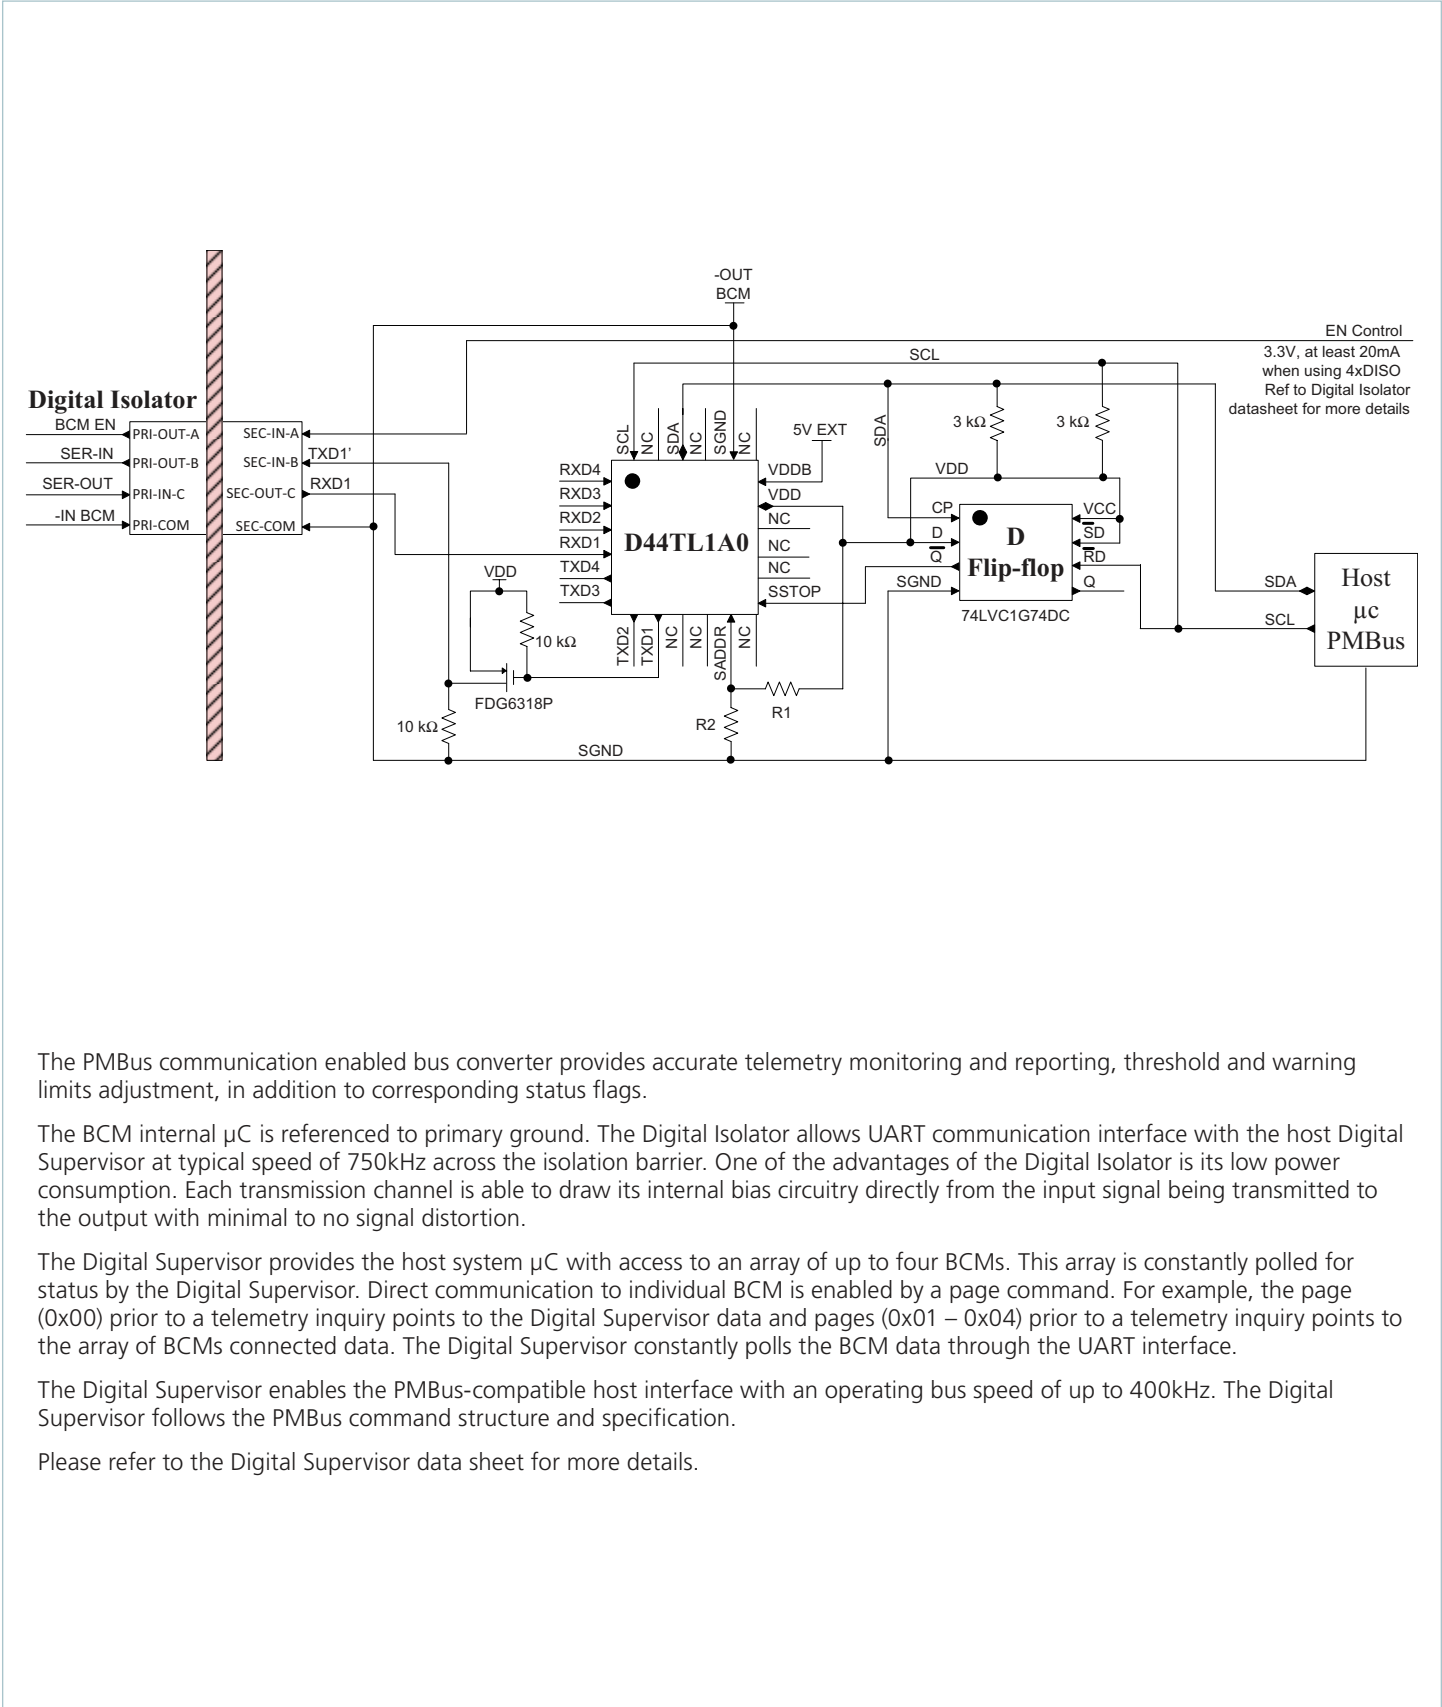 -OUT
BCM
EN Control
3.3V, at least 20mA
when using 4xDISO
Ref to Digital Isolator
datasheet for more details
SCL
Digital Isolator
BCM EN
PRI-OUT-A
SEC-IN-A
SER-IN
PRI-OUT-B
SEC-IN-B
TXD1'
SER-OUT
PRI-IN-C
SEC-OUT-C
RXD1
-IN BCM
PRI-COM
SEC-COM
SCL
NC
SDA
NC
SGND
NC
5V EXT
SDA
3 kΩ
3 kΩ
RXD4
RXD3
RXD2
RXD1
TXD4
TXD3
D44TL1A0
VDDB
VDD
NC
NC
NC
SSTOP
VDD
CP
D
Q
SGND
D
Flip-flop
VCC
SD
RD
Q
74LVC1G74DC
SDA
SCL
Host
µc
PMBus
VDD
10 kΩ
FDG6318P
10 kΩ
TXD2
TXD1
NC
NC
SADDR
NC
R1
R2
SGND
The PMBus communication enabled bus converter provides accurate telemetry monitoring and reporting, threshold and warning
limits adjustment, in addition to corresponding status flags.
The BCM internal µC is referenced to primary ground. The Digital Isolator allows UART communication interface with the host Digital
Supervisor at typical speed of 750kHz across the isolation barrier. One of the advantages of the Digital Isolator is its low power
consumption. Each transmission channel is able to draw its internal bias circuitry directly from the input signal being transmitted to
the output with minimal to no signal distortion.
The Digital Supervisor provides the host system µC with access to an array of up to four BCMs. This array is constantly polled for
status by the Digital Supervisor. Direct communication to individual BCM is enabled by a page command. For example, the page
(0x00) prior to a telemetry inquiry points to the Digital Supervisor data and pages (0x01 – 0x04) prior to a telemetry inquiry points to
the array of BCMs connected data. The Digital Supervisor constantly polls the BCM data through the UART interface.
The Digital Supervisor enables the PMBus-compatible host interface with an operating bus speed of up to 400kHz. The Digital
Supervisor follows the PMBus command structure and specification.
Please refer to the Digital Supervisor data sheet for more details.